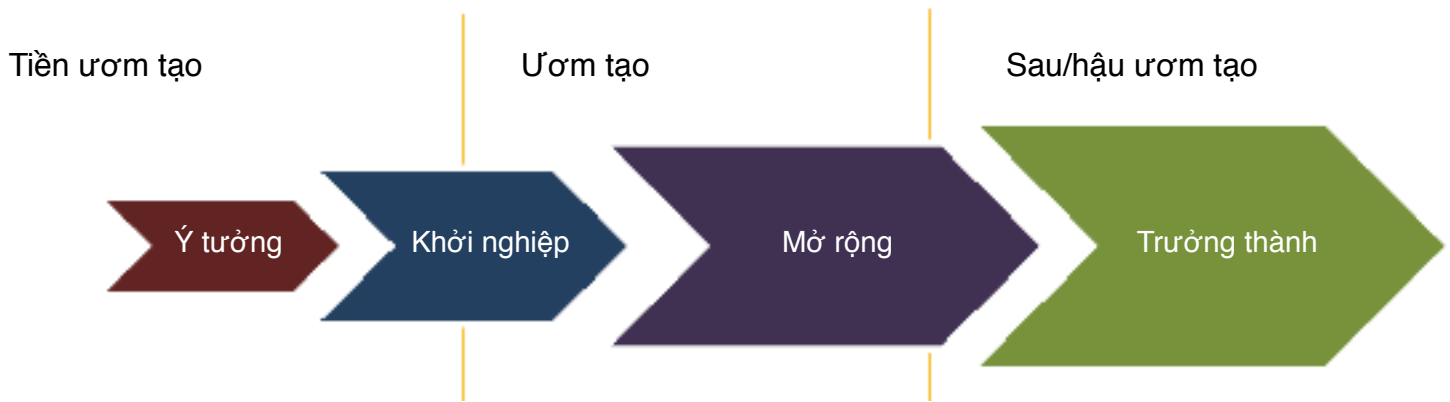 Tiền ươm tạo
Ươm tạo
Sau/hậu ươm tạo
Ý tưởng
Khởi nghiệp
Mở rộng
Trưởng thành